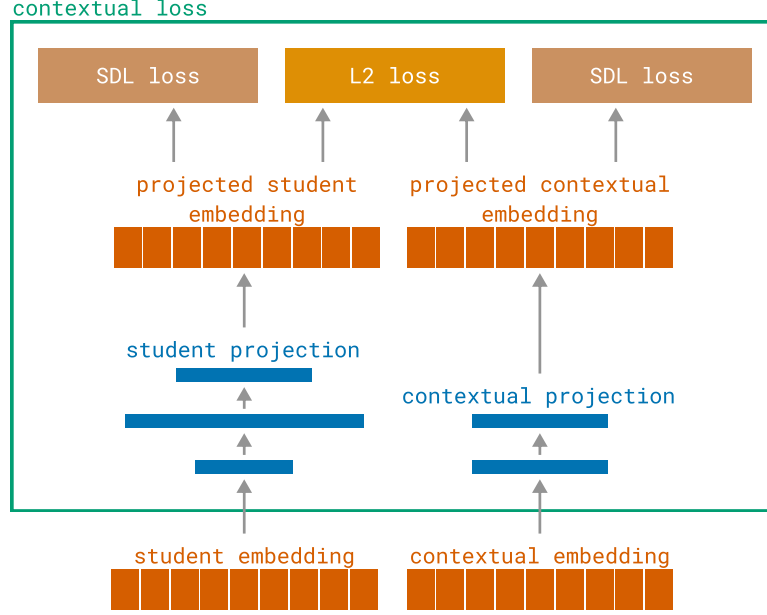 contextual loss
SDL loss
L2 loss
SDL loss
projected student
embedding
projected contextual
embedding
student projection
contextual projection
student embedding
contextual embedding